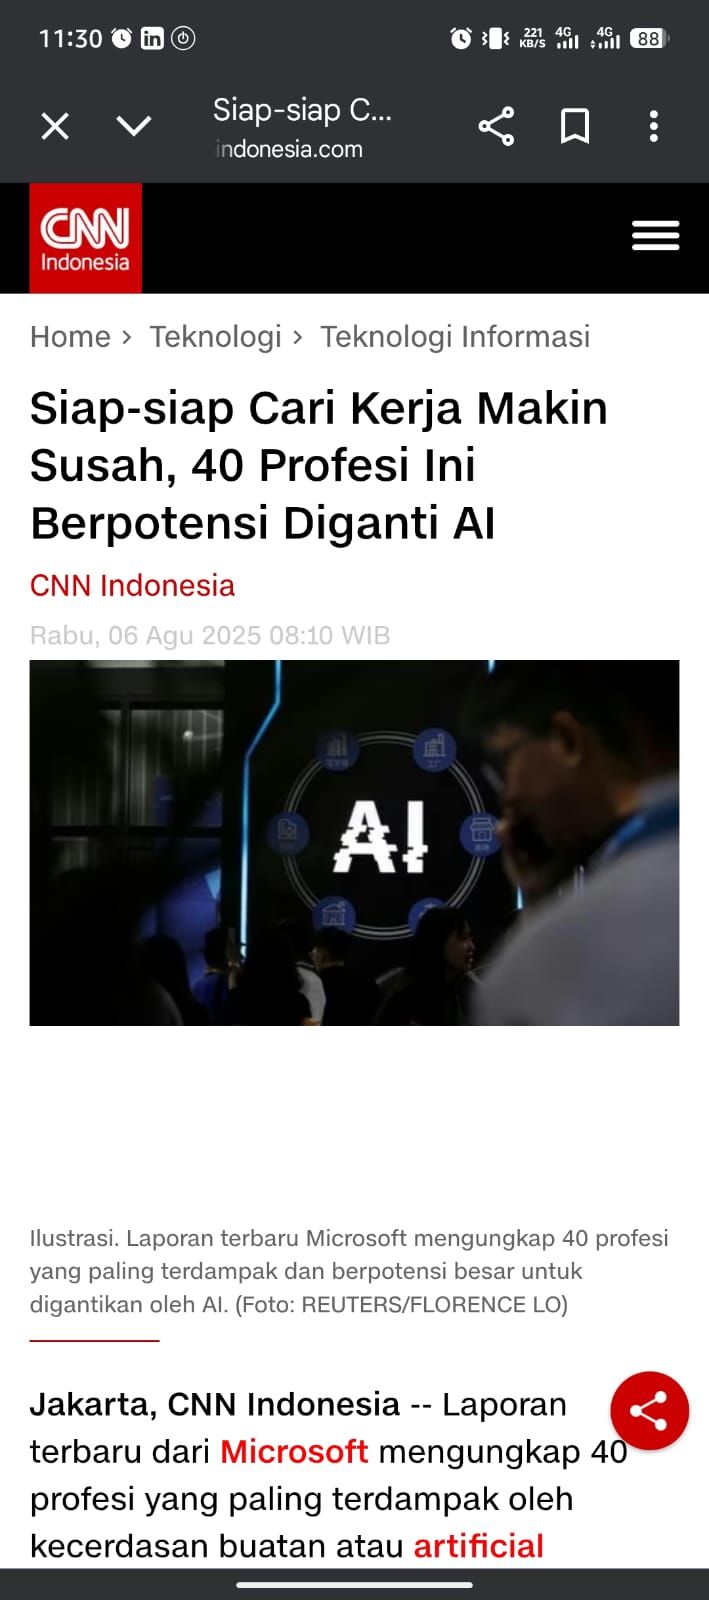 11:30
221 KB/S 4G 4G 88
Siap-siap C...
indonesia.com
CNN
Indonesia
Home › Teknologi › Teknologi Informasi
Siap-siap Cari Kerja Makin
Susah, 40 Profesi Ini
Berpotensi Diganti AI
CNN Indonesia
Rabu, 06 Agu 2025 08:10 WIB
AI
Ilustrasi. Laporan terbaru Microsoft mengungkap 40 profesi
yang paling terdampak dan berpotensi besar untuk
digantikan oleh AI. (Foto: REUTERS/FLORENCE LO)
Jakarta, CNN Indonesia -- Laporan
terbaru dari Microsoft mengungkap 40
profesi yang paling terdampak oleh
kecerdasan buatan atau artificial